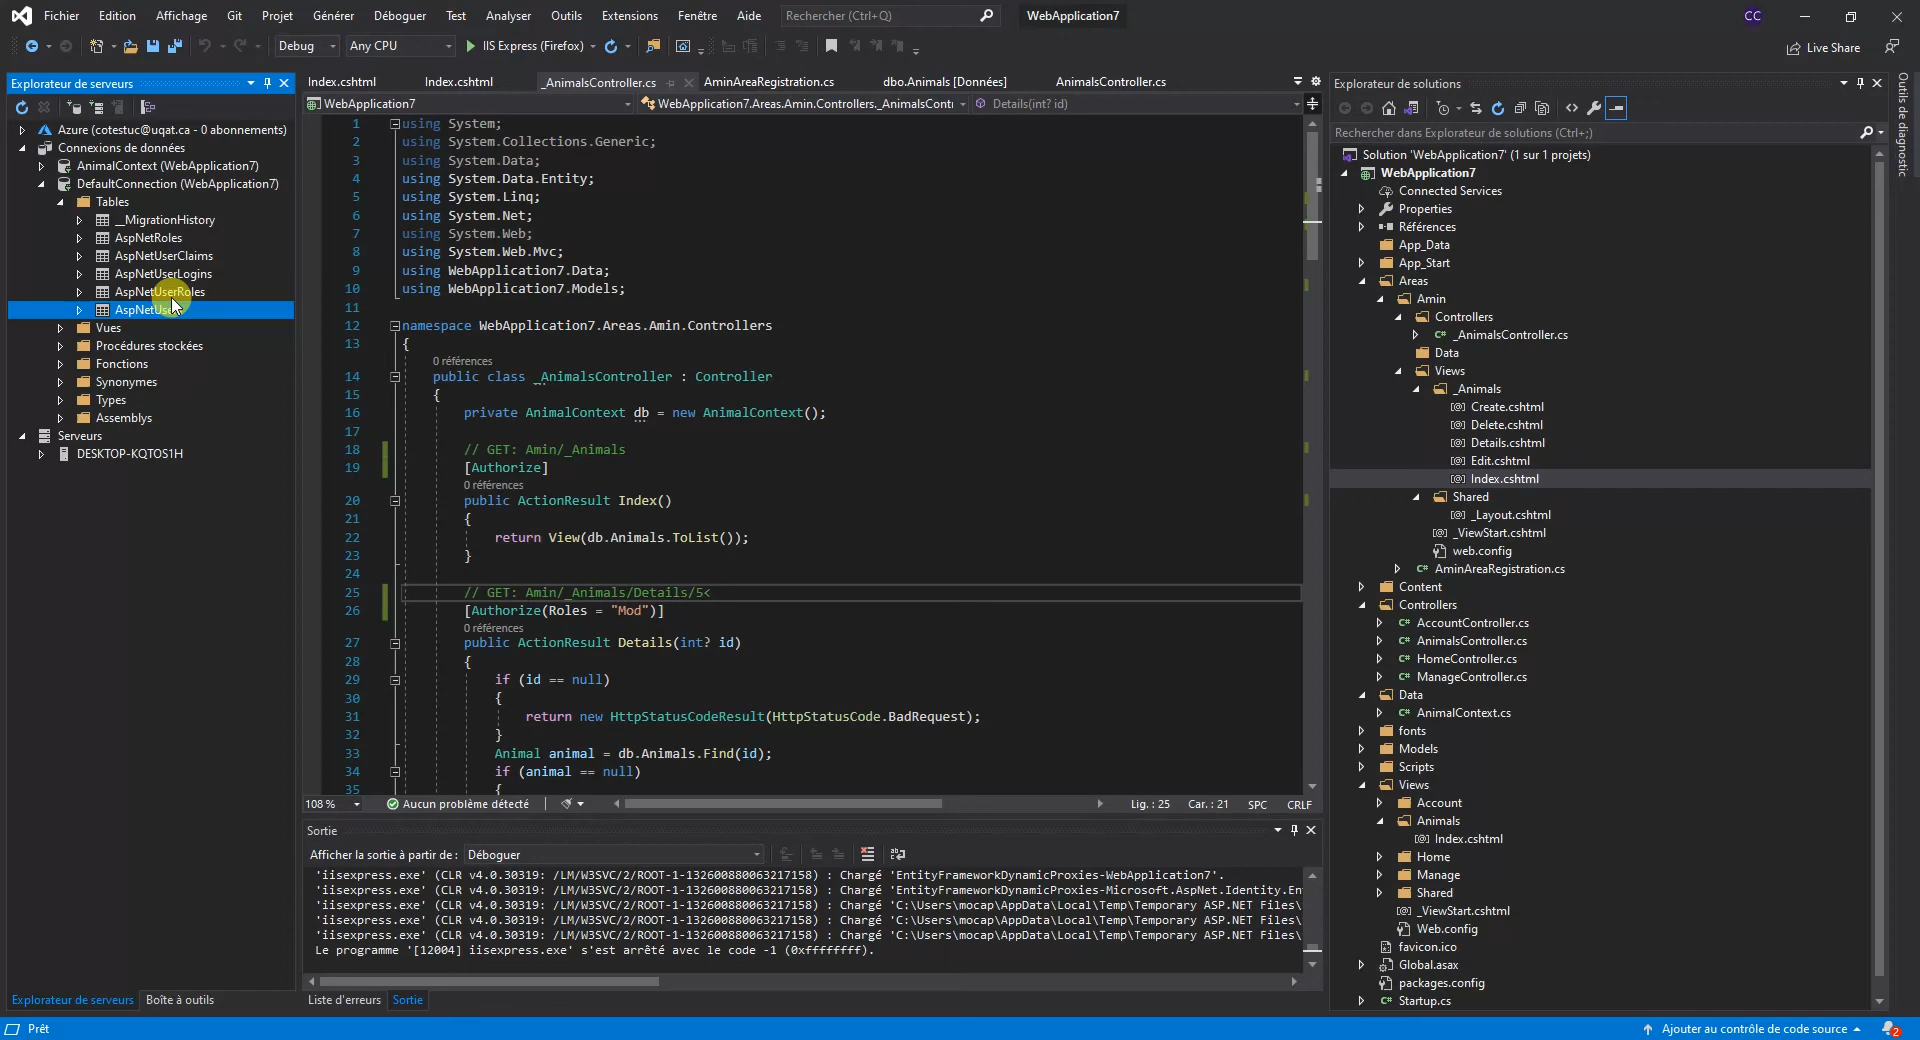 Fichier Edition Affichage Git Projet Générer Déboguer Test Analyser Outils Extensions Fenêtre Aide Rechercher (Ctrl+Q) WebApplication7 CC
Debug Any CPU IIS Express (Firefox) Live Share
Explorateur de serveurs
Azure (cotestuc@uqat.ca - 0 abonnements)
Connexions de données
AnimalContext (WebApplication7)
DefaultConnection (WebApplication7)
Tables
__MigrationHistory
AspNetRoles
AspNetUserClaims
AspNetUserLogins
AspNetUserRoles
Vues
Procédures stockées
Fonctions
Synonymes
Types
Assemblys
Serveurs
DESKTOP-KQTOS1H
Explorateur de serveurs Boîte à outils
Index.cshtml Index.cshtml _AnimalsController.cs AminAreaRegistration.cs dbo.Animals [Données] AnimalsController.cs
WebApplication7 WebApplication7.Areas.Amin.Controllers._AnimalsConti Details(int? id)
1 using System;
2 using System.Collections.Generic;
3 using System.Data;
4 using System.Data.Entity;
5 using System.Linq;
6 using System.Net;
7 using System.Web;
8 using System.Web.Mvc;
9 using WebApplication7.Data;
10 using WebApplication7.Models;
11
12 namespace WebApplication7.Areas.Amin.Controllers
13 {
0 références
14 public class _AnimalsController : Controller
15 {
16 private AnimalContext db = new AnimalContext();
17
18 // GET: Amin/_Animals
19 [Authorize]
0 références
20 public ActionResult Index()
21 {
22 return View(db.Animals.ToList());
23 }
24
25 // GET: Amin/_Animals/Details/5<
26 [Authorize(Roles = "Mod")]
0 références
27 public ActionResult Details(int? id)
28 {
29 if (id == null)
30 {
31 return new HttpStatusCodeResult(HttpStatusCode.BadRequest);
32 }
33 Animal animal = db.Animals.Find(id);
34 if (animal == null)
35 {
108 % Aucun problème détecté Lig. : 25 Car. : 21 SPC CRLF
Sortie
Afficher la sortie à partir de : Déboguer
'iisexpress.exe' (CLR v4.0.30319: /LM/W3SVC/2/ROOT-1-132600880063217158) : Chargé 'EntityFrameworkDynamicProxies-WebApplication7'.
'iisexpress.exe' (CLR v4.0.30319: /LM/W3SVC/2/ROOT-1-132600880063217158) : Chargé 'EntityFrameworkDynamicProxies-Microsoft.AspNet.Identity.En
'iisexpress.exe' (CLR v4.0.30319: /LM/W3SVC/2/ROOT-1-132600880063217158) : Chargé 'C:\Users\mocap\AppData\Local\Temp\Temporary ASP.NET Files\
'iisexpress.exe' (CLR v4.0.30319: /LM/W3SVC/2/ROOT-1-132600880063217158) : Chargé 'C:\Users\mocap\AppData\Local\Temp\Temporary ASP.NET Files\
'iisexpress.exe' (CLR v4.0.30319: /LM/W3SVC/2/ROOT-1-132600880063217158) : Chargé 'C:\Users\mocap\AppData\Local\Temp\Temporary ASP.NET Files\
Le programme '[12004] iisexpress.exe' s'est arrêté avec le code -1 (0xffffffff).
Liste d'erreurs Sortie
Explorateur de solutions
Rechercher dans Explorateur de solutions (Ctrl+;)
Solution 'WebApplication7' (1 sur 1 projets)
WebApplication7
Connected Services
Properties
Références
App_Data
App_Start
Areas
Amin
Controllers
_AnimalsController.cs
Data
Views
_Animals
Create.cshtml
Delete.cshtml
Details.cshtml
Edit.cshtml
Index.cshtml
Shared
_Layout.cshtml
_ViewStart.cshtml
web.config
AminAreaRegistration.cs
Content
Controllers
AccountController.cs
AnimalsController.cs
HomeController.cs
ManageController.cs
Data
AnimalContext.cs
fonts
Models
Scripts
Views
Account
Animals
Index.cshtml
Home
Manage
Shared
_ViewStart.cshtml
Web.config
favicon.ico
Global.asax
packages.config
Startup.cs
Outils de diagnostic
Prêt Ajouter au contrôle de code source 2